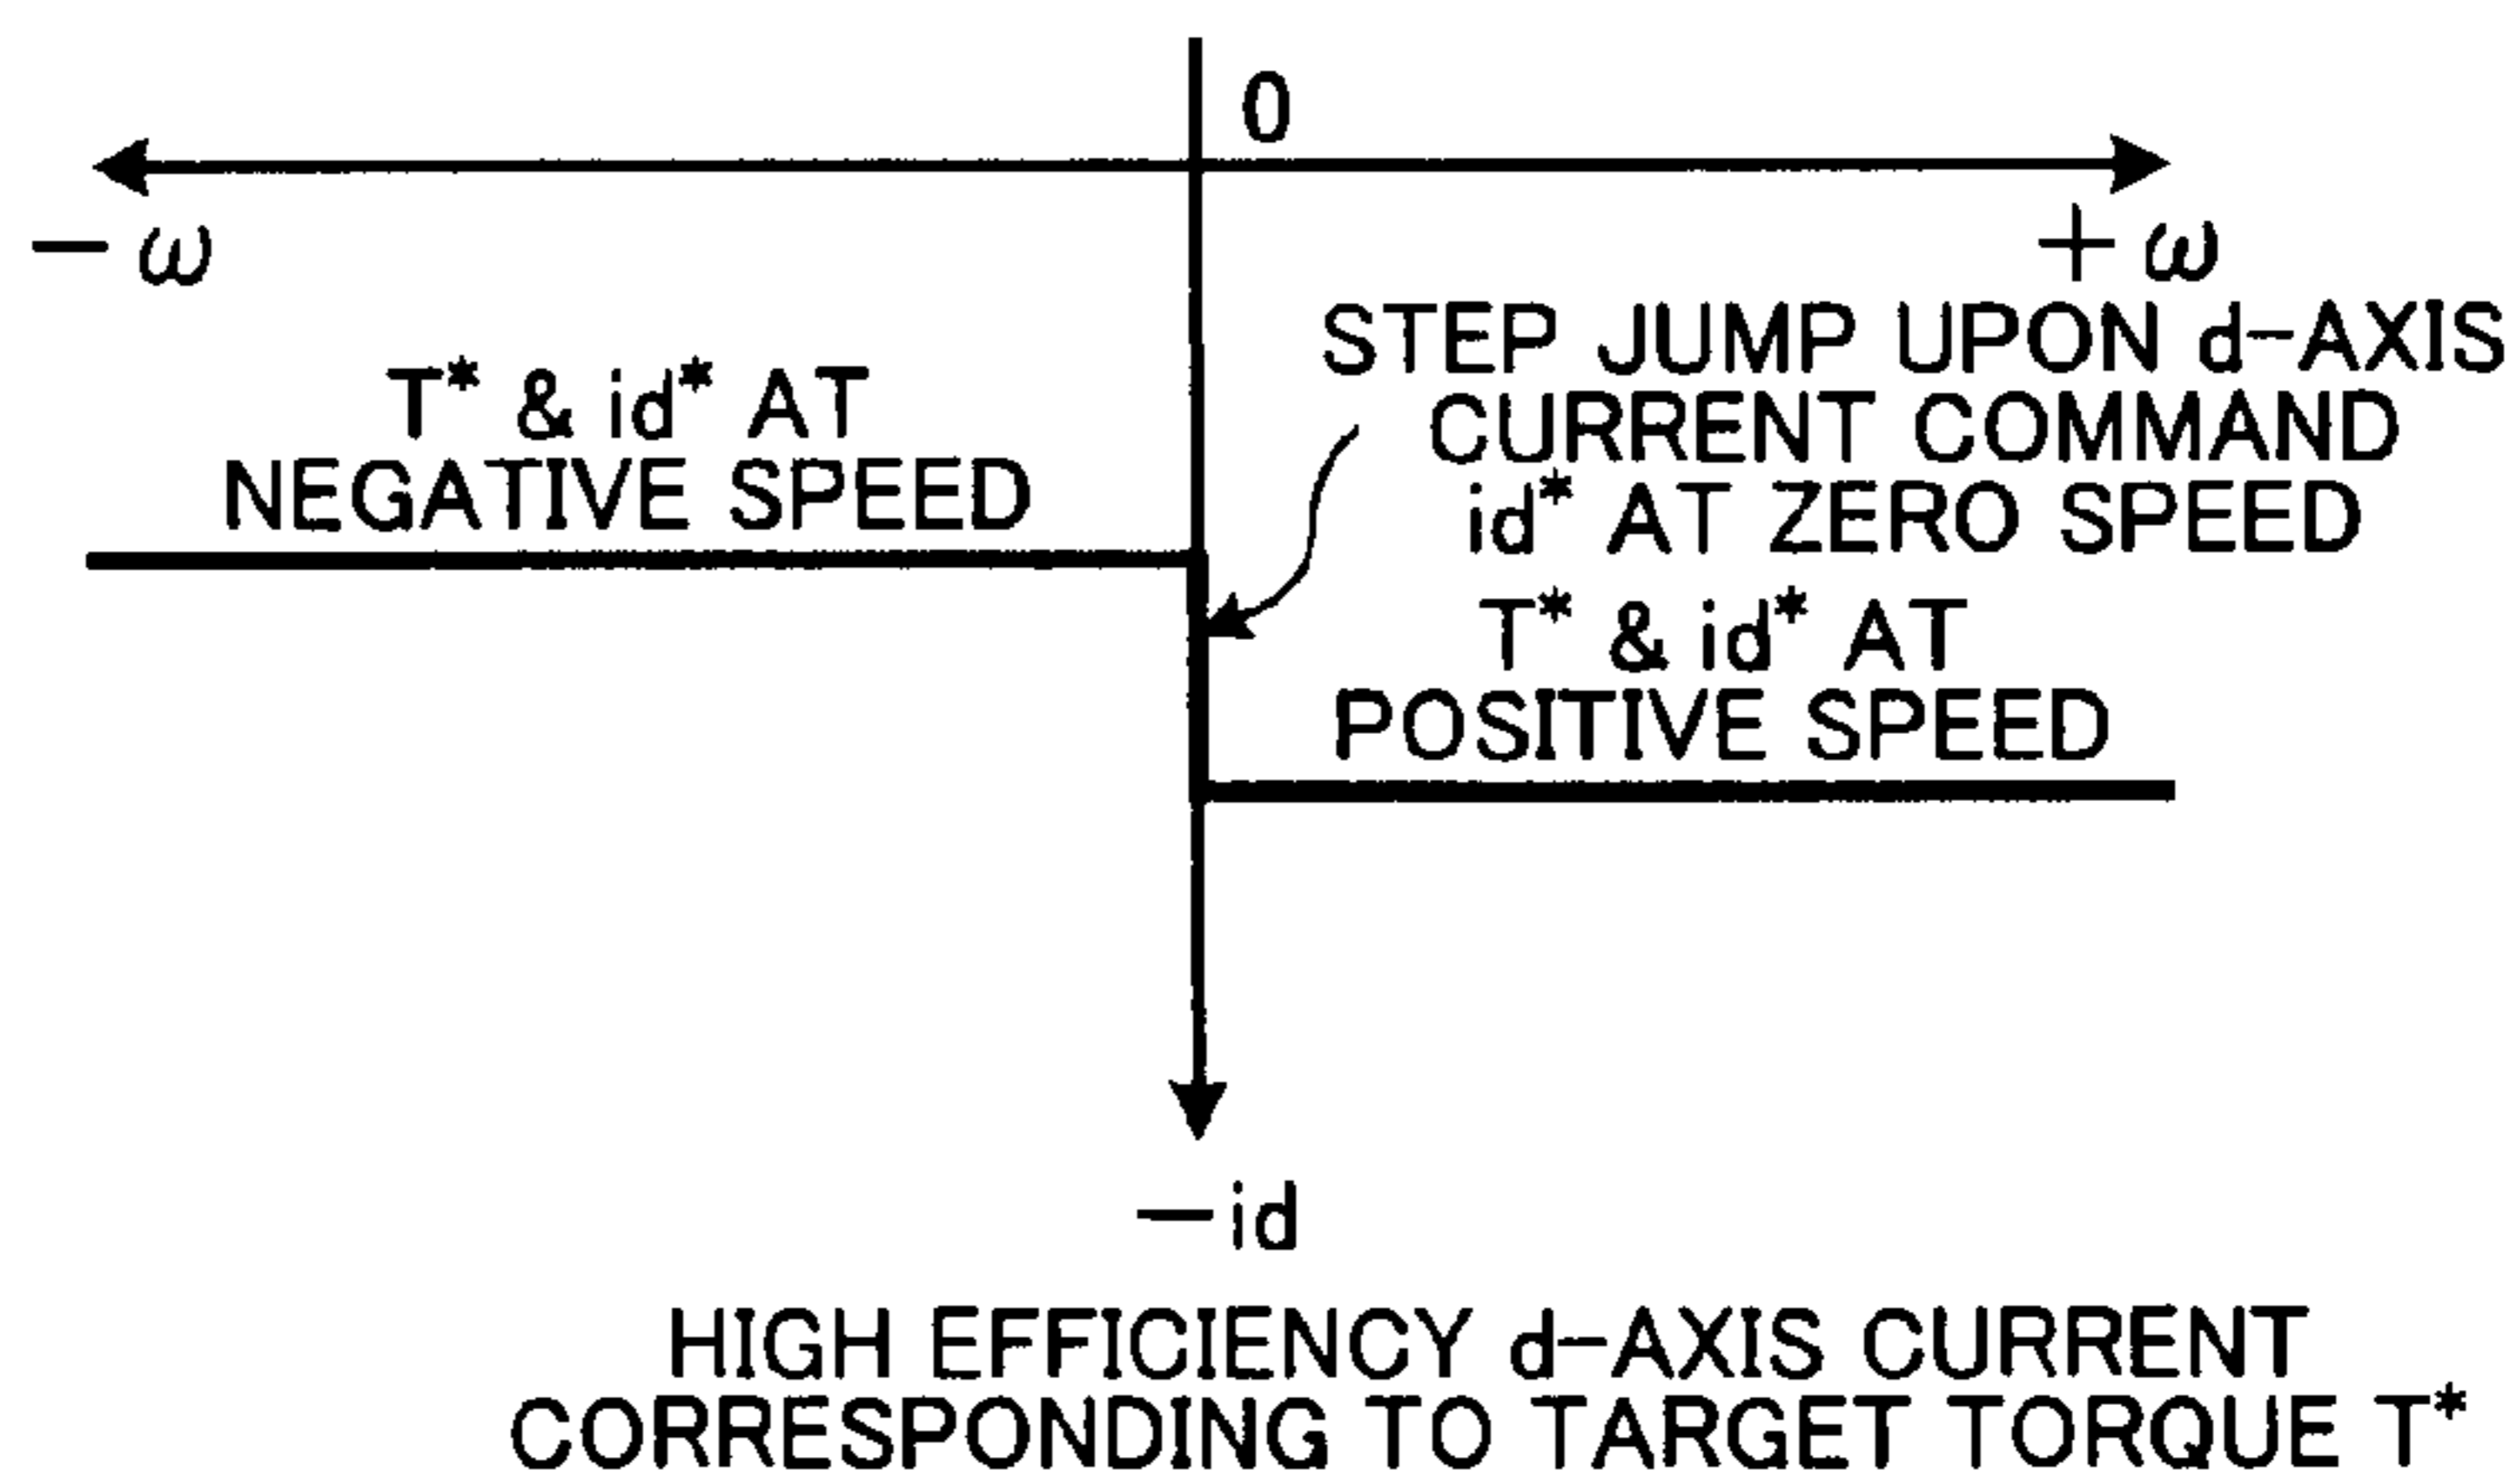 0
− ω
+ ω
STEP JUMP UPON d-AXIS
CURRENT COMMAND
id* AT ZERO SPEED
T* & id* AT
NEGATIVE SPEED
T* & id* AT
POSITIVE SPEED
− id
HIGH EFFICIENCY d-AXIS CURRENT
CORRESPONDING TO TARGET TORQUE T*